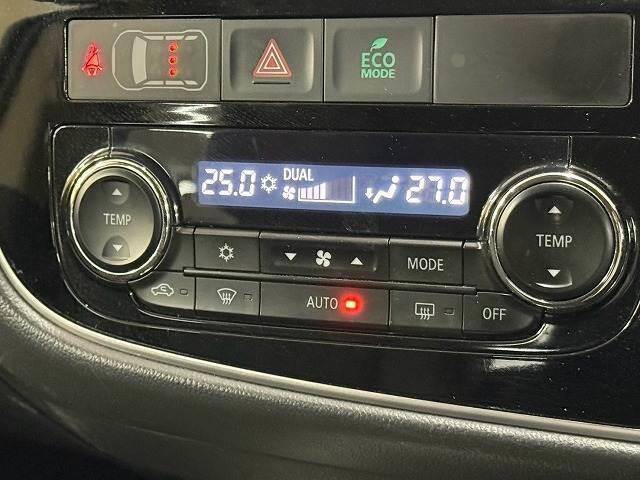 ECO
MODE
25.0 DUAL 27.0
TEMP
TEMP
MODE
AUTO
OFF